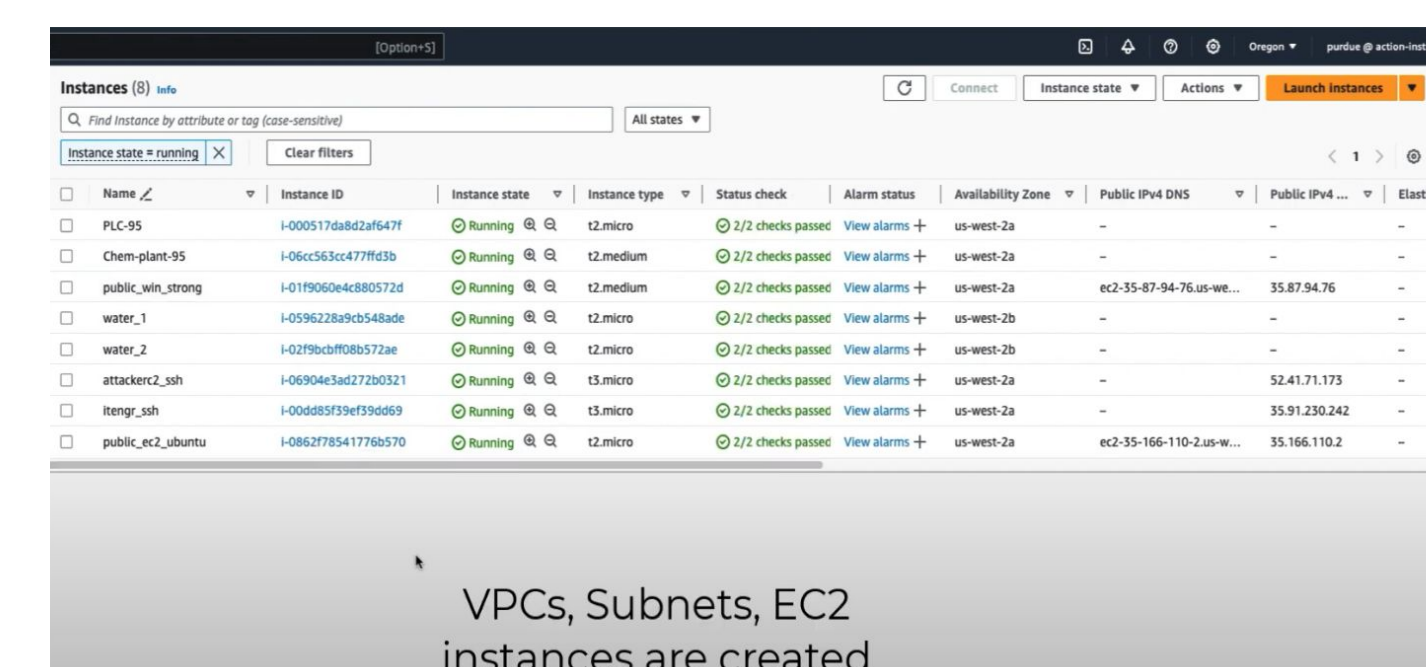 [Option+S] Oregon ▼ purdue @ action-inst
Instances (8) Info Connect Instance state ▼ Actions ▼ Launch instances ▼
Find Instance by attribute or tag (case-sensitive) All states ▼
Instance state = running X Clear filters < 1 >
Name Instance ID Instance state Instance type Status check Alarm status Availability Zone Public IPv4 DNS Public IPv4 ... Elast
PLC-95 i-000517da8d2af647f Running t2.micro 2/2 checks passed View alarms + us-west-2a – – –
Chem-plant-95 i-06cc563cc477ffd3b Running t2.medium 2/2 checks passed View alarms + us-west-2a – – –
public_win_strong i-01f9060e4c880572d Running t2.medium 2/2 checks passed View alarms + us-west-2a ec2-35-87-94-76.us-we... 35.87.94.76 –
water_1 i-0596228a9cb548ade Running t2.micro 2/2 checks passed View alarms + us-west-2b – – –
water_2 i-02f9bcbff08b572ae Running t2.micro 2/2 checks passed View alarms + us-west-2b – – –
attackerc2_ssh i-06904e3ad272b0321 Running t3.micro 2/2 checks passed View alarms + us-west-2a – 52.41.71.173 –
itengr_ssh i-00dd85f39ef39dd69 Running t3.micro 2/2 checks passed View alarms + us-west-2a – 35.91.230.242 –
public_ec2_ubuntu i-0862f78541776b570 Running t2.micro 2/2 checks passed View alarms + us-west-2a ec2-35-166-110-2.us-w... 35.166.110.2 –
VPCs, Subnets, EC2
instances are created